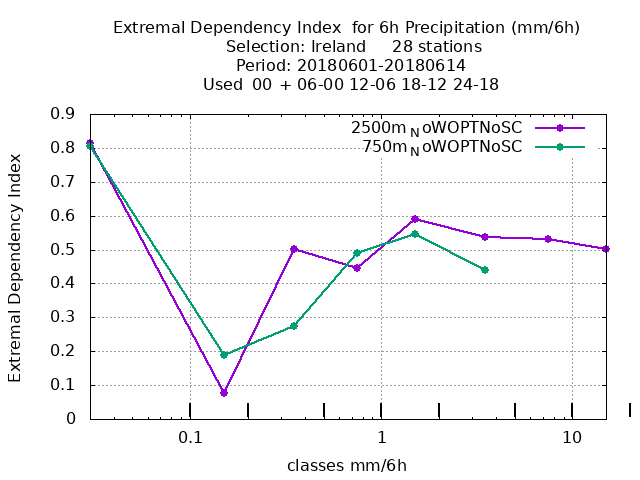 Extremal Dependency Index  for 6h Precipitation (mm/6h)
Selection: Ireland     28 stations
Period: 20180601-20180614
Used  00  + 06-00 12-06 18-12 24-18
2500m_NoWOPTNoSC
750m_NoWOPTNoSC
Extremal Dependency Index
0.9
0.8
0.7
0.6
0.5
0.4
0.3
0.2
0.1
0
0.1 1 10
classes mm/6h